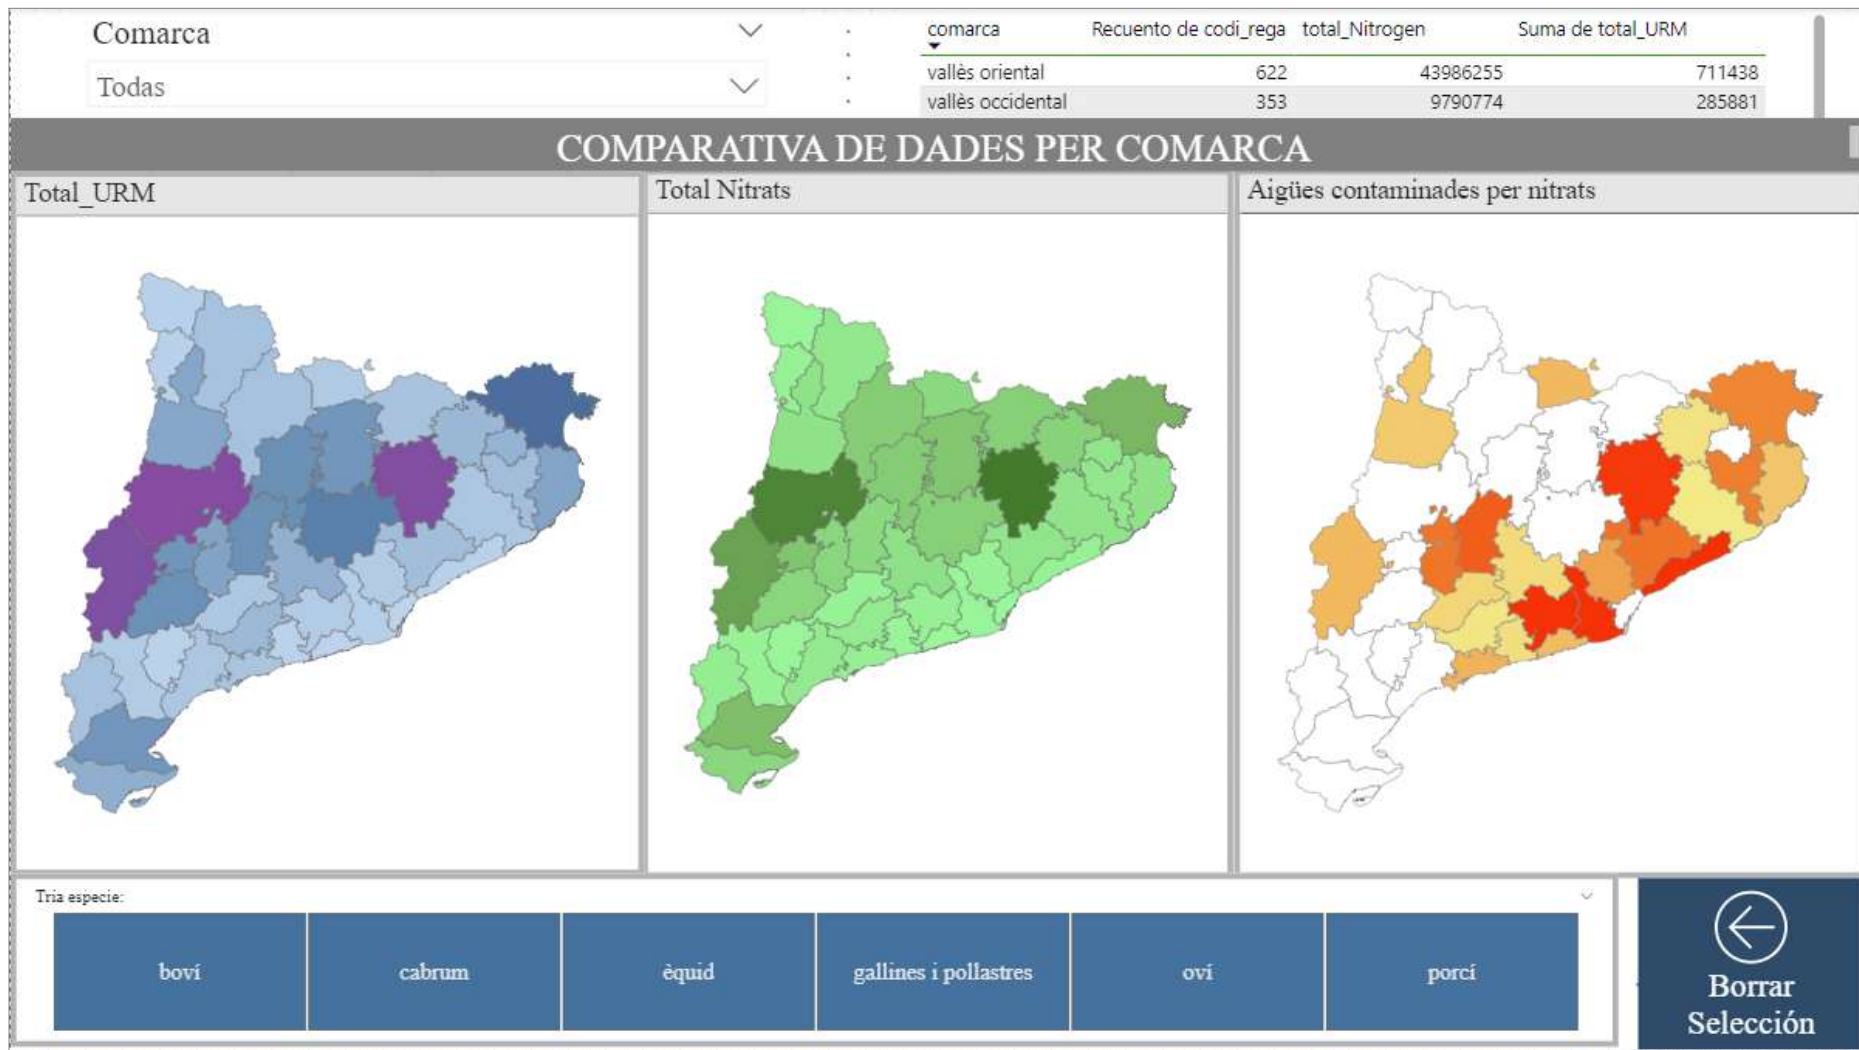 Comarca
Todas
comarca Recuento de codi_rega total_Nitrogen Suma de total_URM
vallès oriental 622 43986255 711438
vallès occidental 353 9790774 285881
COMPARATIVA DE DADES PER COMARCA
Total_URM
Total Nitrats
Aigües contaminades per nitrats
Tria especie:
boví
cabrum
èquid
gallines i pollastres
oví
porcí
Borrar
Selección